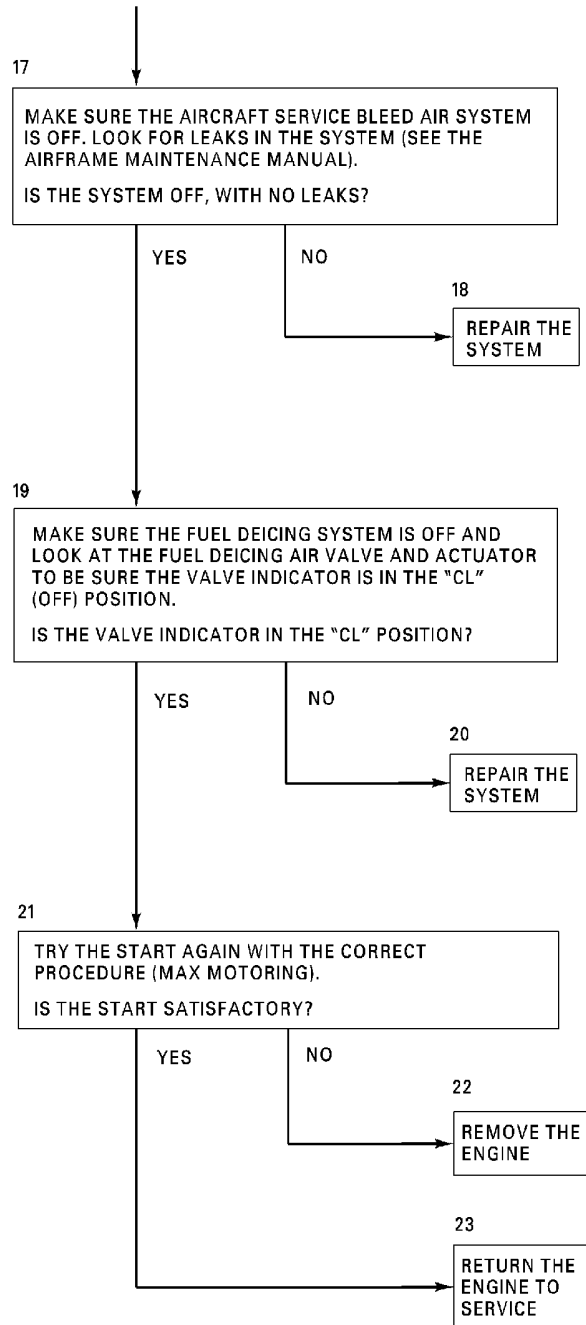 17
MAKE SURE THE AIRCRAFT SERVICE BLEED AIR SYSTEM
IS OFF. LOOK FOR LEAKS IN THE SYSTEM (SEE THE
AIRFRAME MAINTENANCE MANUAL).
IS THE SYSTEM OFF, WITH NO LEAKS?
YES
NO
18
REPAIR THE
SYSTEM
19
MAKE SURE THE FUEL DEICING SYSTEM IS OFF AND
LOOK AT THE FUEL DEICING AIR VALVE AND ACTUATOR
TO BE SURE THE VALVE INDICATOR IS IN THE "CL"
(OFF) POSITION.
IS THE VALVE INDICATOR IN THE "CL" POSITION?
YES
NO
20
REPAIR THE
SYSTEM
21
TRY THE START AGAIN WITH THE CORRECT
PROCEDURE (MAX MOTORING).
IS THE START SATISFACTORY?
YES
NO
22
REMOVE THE
ENGINE
23
RETURN THE
ENGINE TO
SERVICE